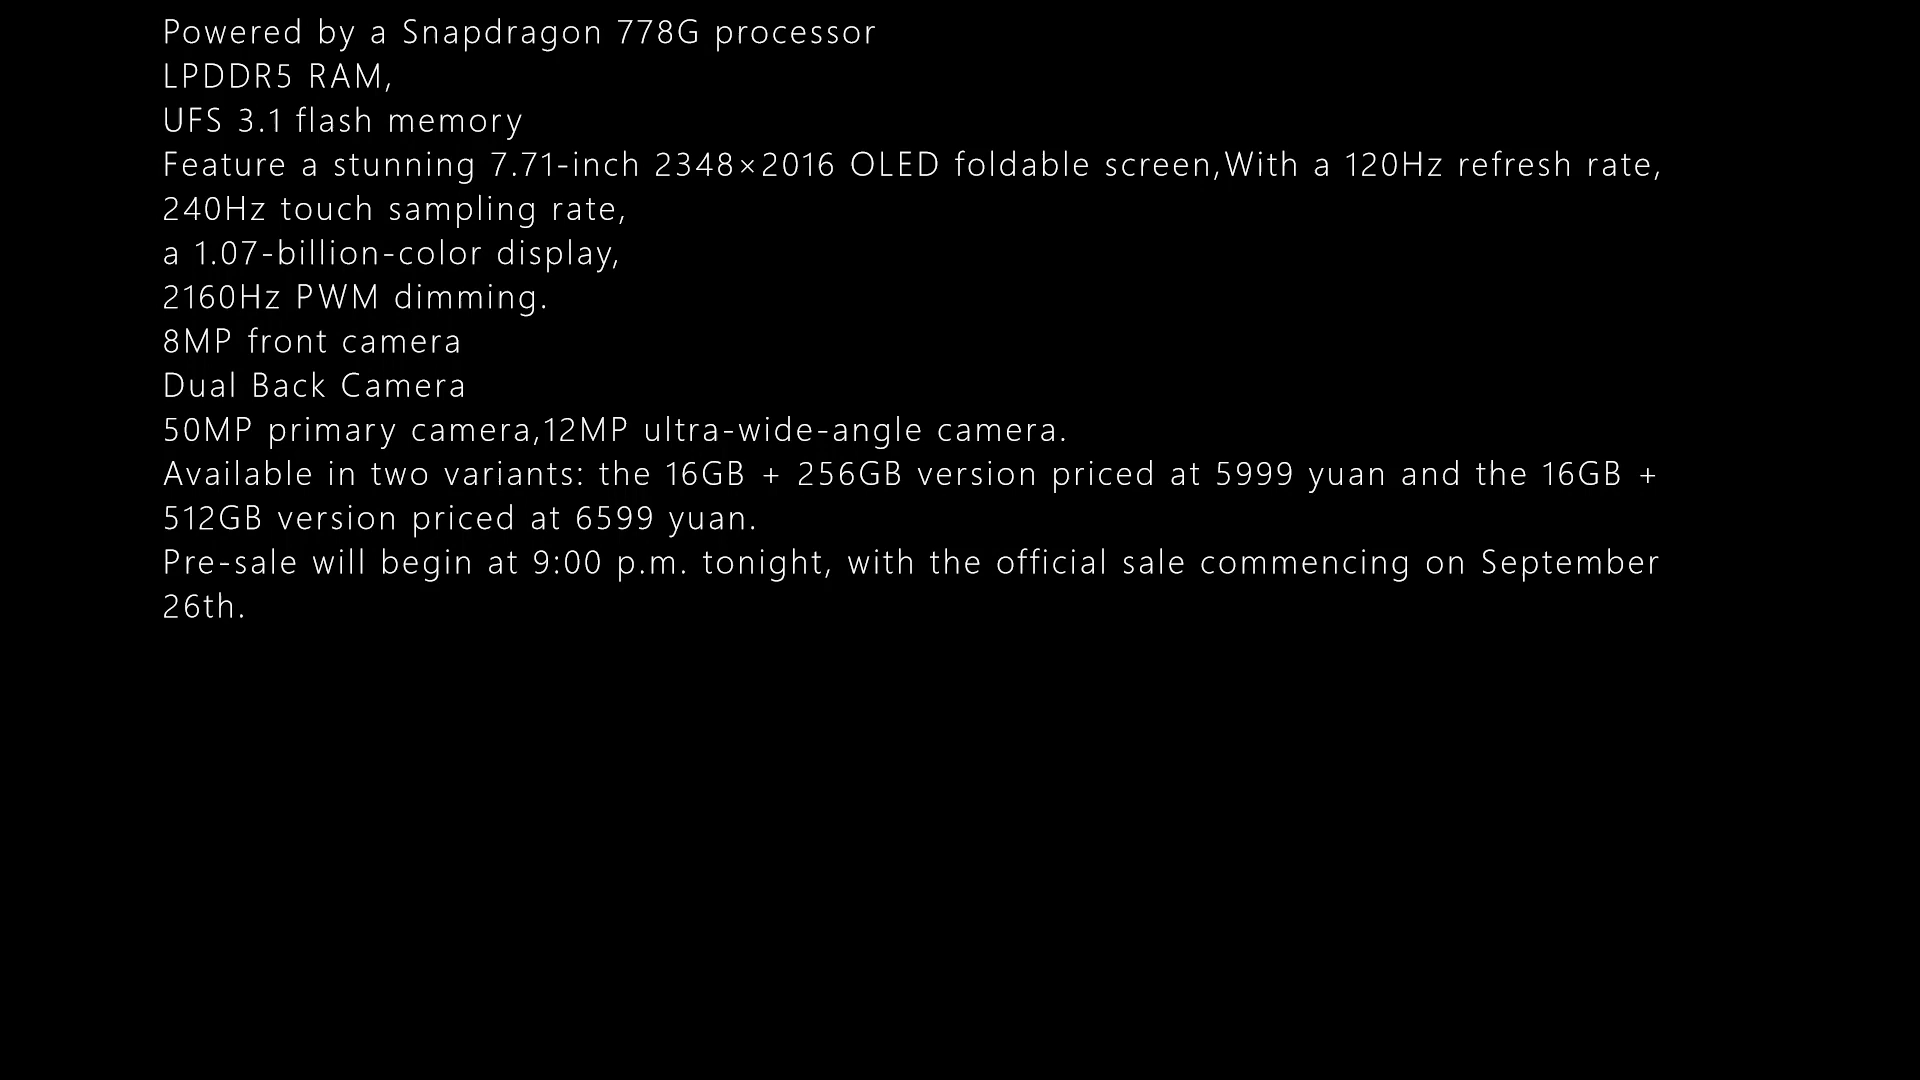 Powered by a Snapdragon 778G processor
LPDDR5 RAM,
UFS 3.1 flash memory
Feature a stunning 7.71-inch 2348×2016 OLED foldable screen,With a 120Hz refresh rate,
240Hz touch sampling rate,
a 1.07-billion-color display,
2160Hz PWM dimming.
8MP front camera
Dual Back Camera
50MP primary camera,12MP ultra-wide-angle camera.
Available in two variants: the 16GB + 256GB version priced at 5999 yuan and the 16GB +
512GB version priced at 6599 yuan.
Pre-sale will begin at 9:00 p.m. tonight, with the official sale commencing on September
26th.